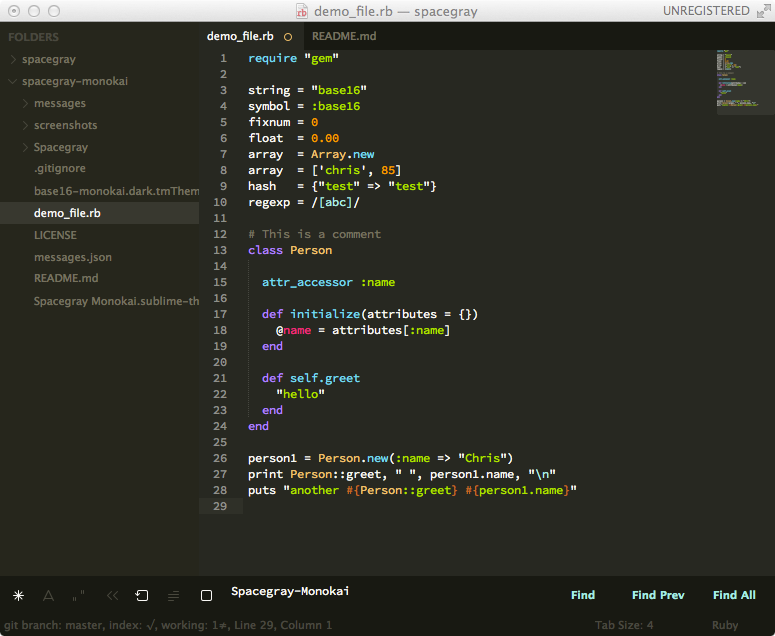 demo_file.rb — spacegray
UNREGISTERED
FOLDERS
spacegray
spacegray-monokai
messages
screenshots
Spacegray
.gitignore
base16-monokai.dark.tmThem
demo_file.rb
LICENSE
messages.json
README.md
Spacegray Monokai.sublime-th
demo_file.rb
README.md
1 require "gem"
2
3 string = "base16"
4 symbol = :base16
5 fixnum = 0
6 float  = 0.00
7 array  = Array.new
8 array  = ['chris', 85]
9 hash   = {"test" => "test"}
10 regexp = /[abc]/
11
12 # This is a comment
13 class Person
14
15   attr_accessor :name
16
17   def initialize(attributes = {})
18     @name = attributes[:name]
19   end
20
21   def self.greet
22     "hello"
23   end
24 end
25
26 person1 = Person.new(:name => "Chris")
27 print Person::greet, " ", person1.name, "\n"
28 puts "another #{Person::greet} #{person1.name}"
29
Spacegray-Monokai
Find
Find Prev
Find All
git branch: master, index: √, working: 1≠, Line 29, Column 1
Tab Size: 4
Ruby